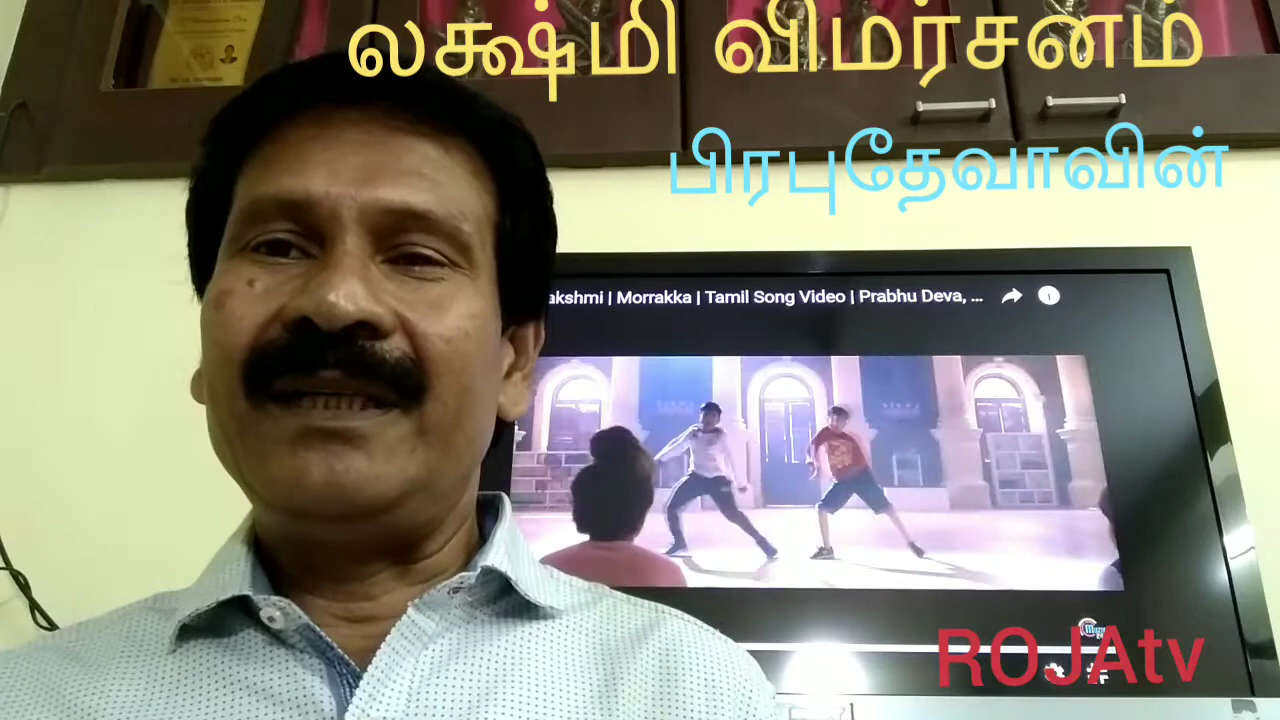 லக்ஷ்மி விமர்சனம்
பிரபுதேவாவின்
akshmi | Morrakka | Tamil Song Video | Prabhu Deva, ...
ROJAtv